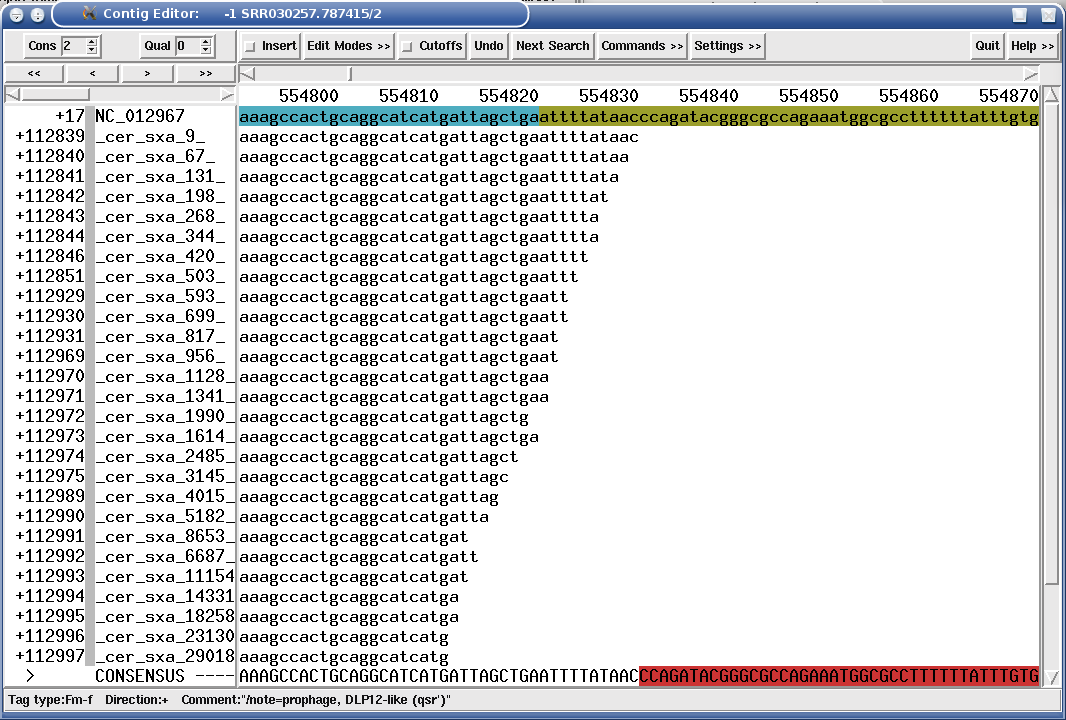 Contig Editor: -1 SRR030257.787415/2
Cons 2 Qual 0 Insert Edit Modes >> Cutoffs Undo Next Search Commands >> Settings >> Quit Help >>
<< < > >>
554800 554810 554820 554830 554840 554850 554860 554870
+17 NC_012967 aaagccactgcaggcatcatgattagctgaattttataacccagatacgggcgccagaaatggcgccttttttatttgtg
+112839 _cer_sxa_9_ aaagccactgcaggcatcatgattagctgaattttataac
+112840 _cer_sxa_67_ aaagccactgcaggcatcatgattagctgaattttataa
+112841 _cer_sxa_131_ aaagccactgcaggcatcatgattagctgaattttata
+112842 _cer_sxa_198_ aaagccactgcaggcatcatgattagctgaattttat
+112843 _cer_sxa_268_ aaagccactgcaggcatcatgattagctgaatttta
+112844 _cer_sxa_344_ aaagccactgcaggcatcatgattagctgaatttta
+112846 _cer_sxa_420_ aaagccactgcaggcatcatgattagctgaatttt
+112851 _cer_sxa_503_ aaagccactgcaggcatcatgattagctgaattt
+112929 _cer_sxa_593_ aaagccactgcaggcatcatgattagctgaatt
+112930 _cer_sxa_699_ aaagccactgcaggcatcatgattagctgaatt
+112931 _cer_sxa_817_ aaagccactgcaggcatcatgattagctgaat
+112969 _cer_sxa_956_ aaagccactgcaggcatcatgattagctgaat
+112970 _cer_sxa_1128_ aaagccactgcaggcatcatgattagctgaa
+112971 _cer_sxa_1341_ aaagccactgcaggcatcatgattagctgaa
+112972 _cer_sxa_1990_ aaagccactgcaggcatcatgattagctg
+112973 _cer_sxa_1614_ aaagccactgcaggcatcatgattagctga
+112974 _cer_sxa_2485_ aaagccactgcaggcatcatgattagct
+112975 _cer_sxa_3145_ aaagccactgcaggcatcatgattagc
+112989 _cer_sxa_4015_ aaagccactgcaggcatcatgattag
+112990 _cer_sxa_5182_ aaagccactgcaggcatcatgatta
+112991 _cer_sxa_8653_ aaagccactgcaggcatcatgat
+112992 _cer_sxa_6687_ aaagccactgcaggcatcatgatt
+112993 _cer_sxa_11154 aaagccactgcaggcatcatgat
+112994 _cer_sxa_14331 aaagccactgcaggcatcatga
+112995 _cer_sxa_18258 aaagccactgcaggcatcatga
+112996 _cer_sxa_23130 aaagccactgcaggcatcatg
+112997 _cer_sxa_29018 aaagccactgcaggcatcatg
> CONSENSUS ---- AAAGCCACTGCAGGCATCATGATTAGCTGAATTTTATAACCCAGATACGGGCGCCAGAAATGGCGCCTTTTTTATTTGTG
Tag type:Fm-f Direction:+ Comment:"/note=prophage, DLP12-like (qsr')"